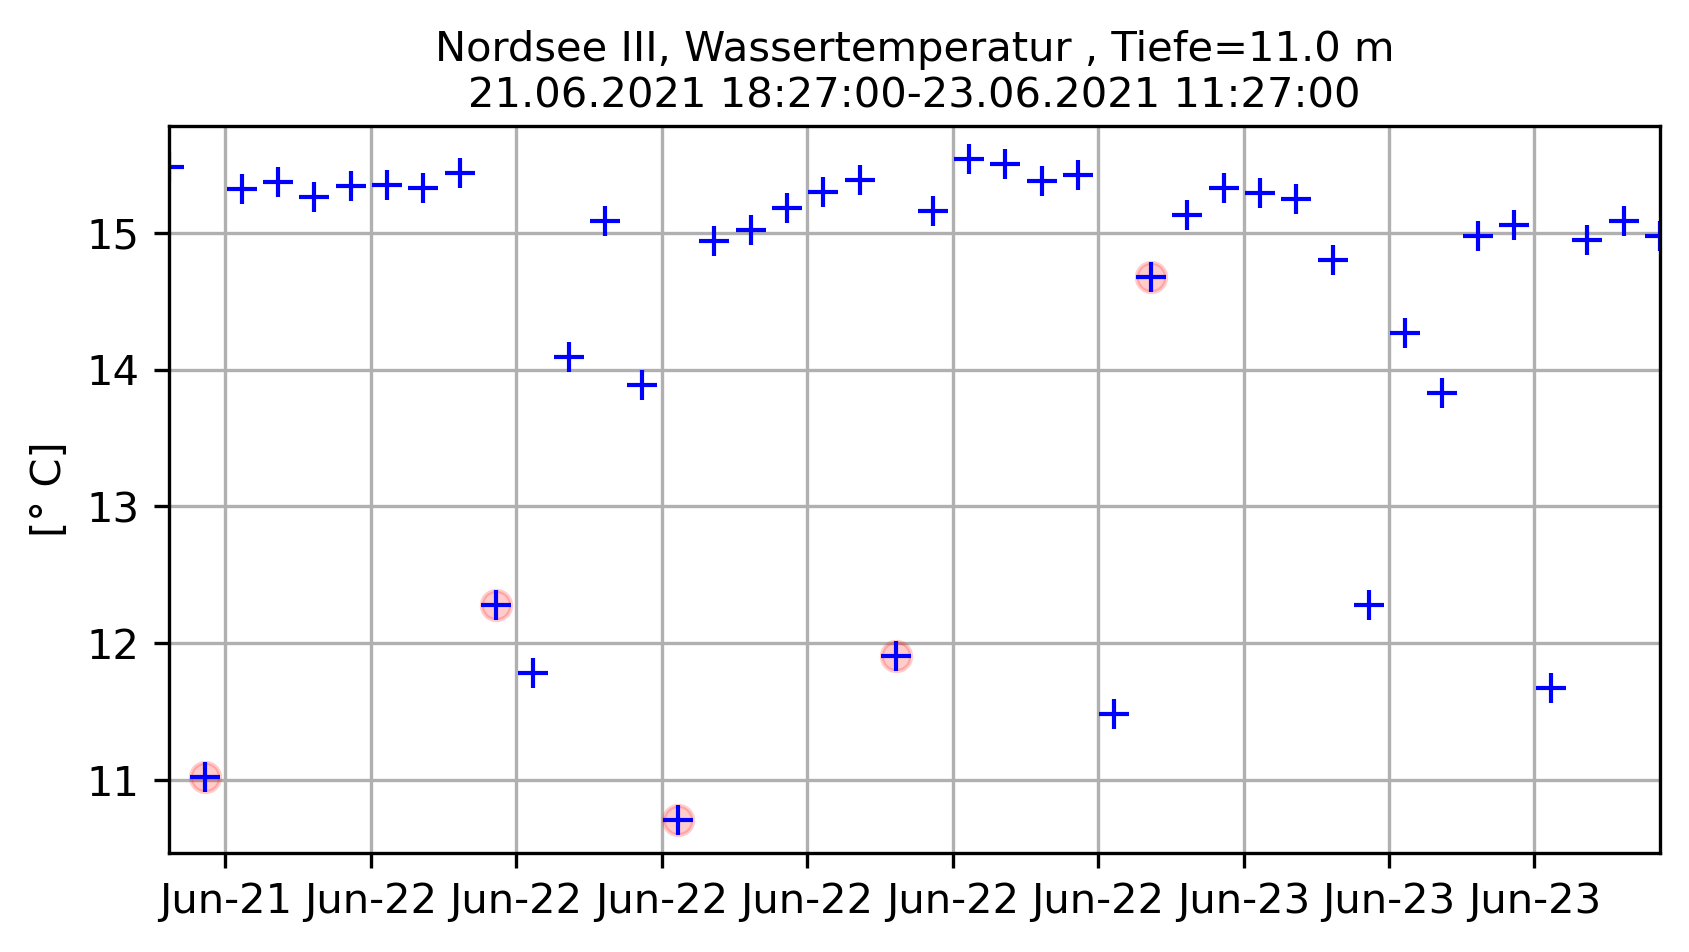 Nordsee III, Wassertemperatur , Tiefe=11.0 m
21.06.2021 18:27:00-23.06.2021 11:27:00
[° C]
15
14
13
12
11
Jun-21 Jun-22 Jun-22 Jun-22 Jun-22 Jun-22 Jun-22 Jun-23 Jun-23 Jun-23